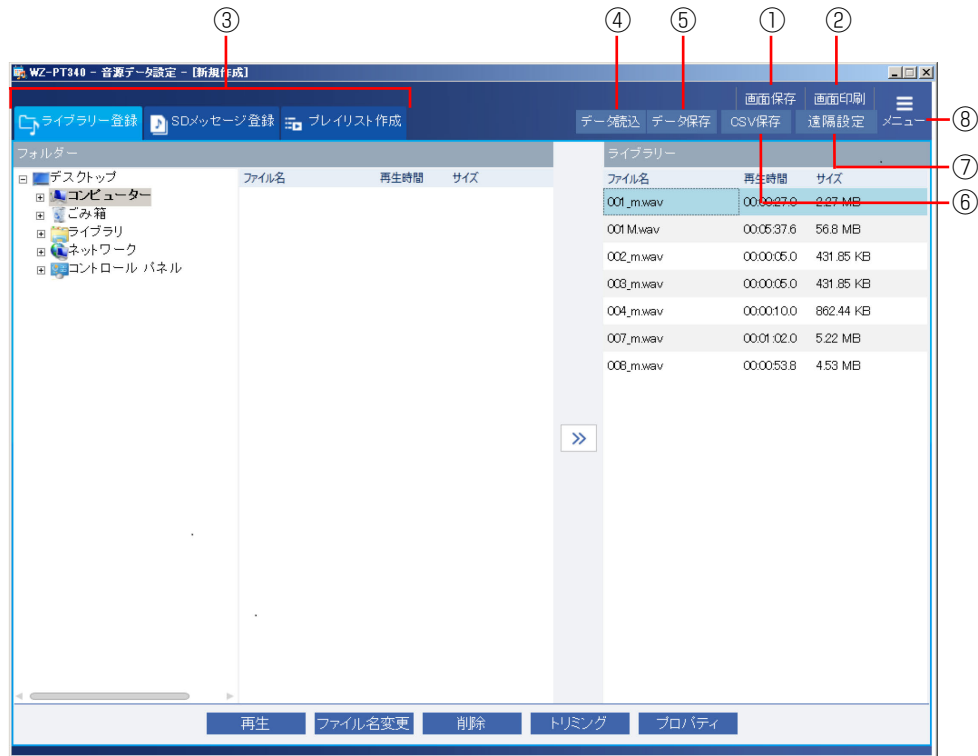 ③ ④ ⑤ ① ②
WZ-PT340 - 音源データ設定 - [新規作成]
画面保存 画面印刷
ライブラリー登録 SDメッセージ登録 プレイリスト作成 データ読込 データ保存 CSV保存 遠隔設定 メニュー ⑧
フォルダー ライブラリー ⑦
デスクトップ ファイル名 再生時間 サイズ ファイル名 再生時間 サイズ
コンピューター 001_m.wav 00:09:27.0 2.27 MB ⑥
ごみ箱
ライブラリ 001 M.wav 00:05:37.6 56.8 MB
ネットワーク 002_m.wav 00:00:05.0 431.85 KB
コントロール パネル 003_m.wav 00:00:05.0 431.85 KB
004_m.wav 00:00:10.0 862.44 KB
007_m.wav 00:01:02.0 5.22 MB
008_m.wav 00:00:53.8 4.53 MB
再生 ファイル名変更 削除 トリミング プロパティ